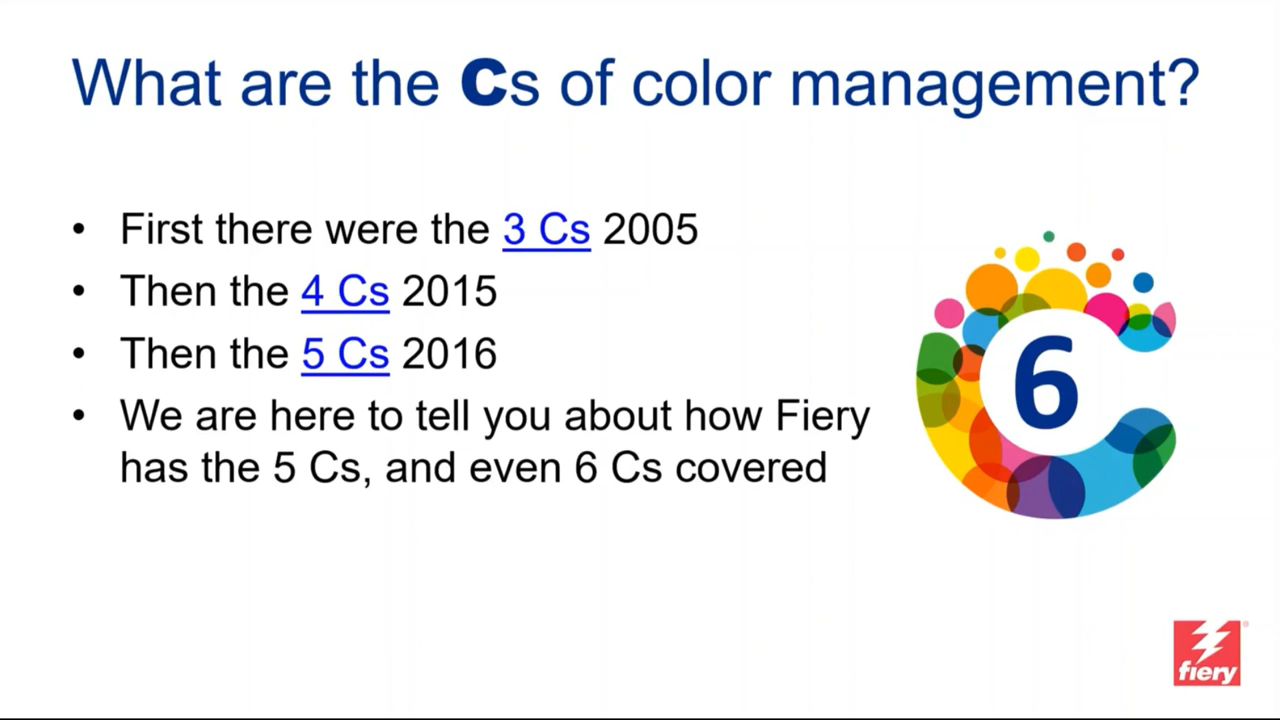 What are the Cs of color management?
• First there were the 3 Cs 2005
• Then the 4 Cs 2015
• Then the 5 Cs 2016
• We are here to tell you about how Fiery
has the 5 Cs, and even 6 Cs covered
6
fiery